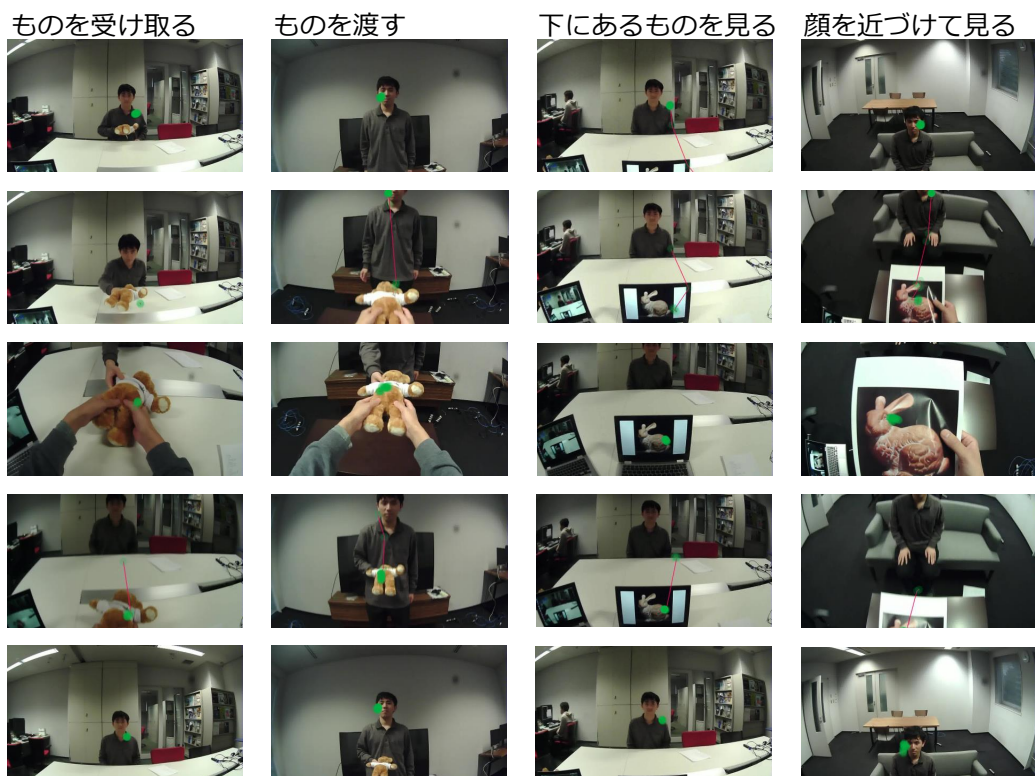 ものを受け取る
ものを渡す
下にあるものを見る
顔を近づけて見る